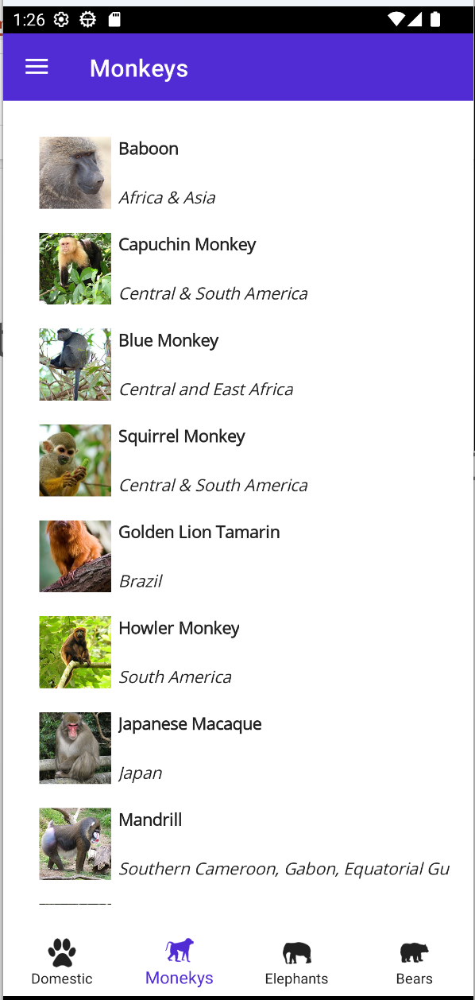 1:26
Monkeys
Baboon
Africa & Asia
Capuchin Monkey
Central & South America
Blue Monkey
Central and East Africa
Squirrel Monkey
Central & South America
Golden Lion Tamarin
Brazil
Howler Monkey
South America
Japanese Macaque
Japan
Mandrill
Southern Cameroon, Gabon, Equatorial Gu
Domestic Monekys Elephants Bears